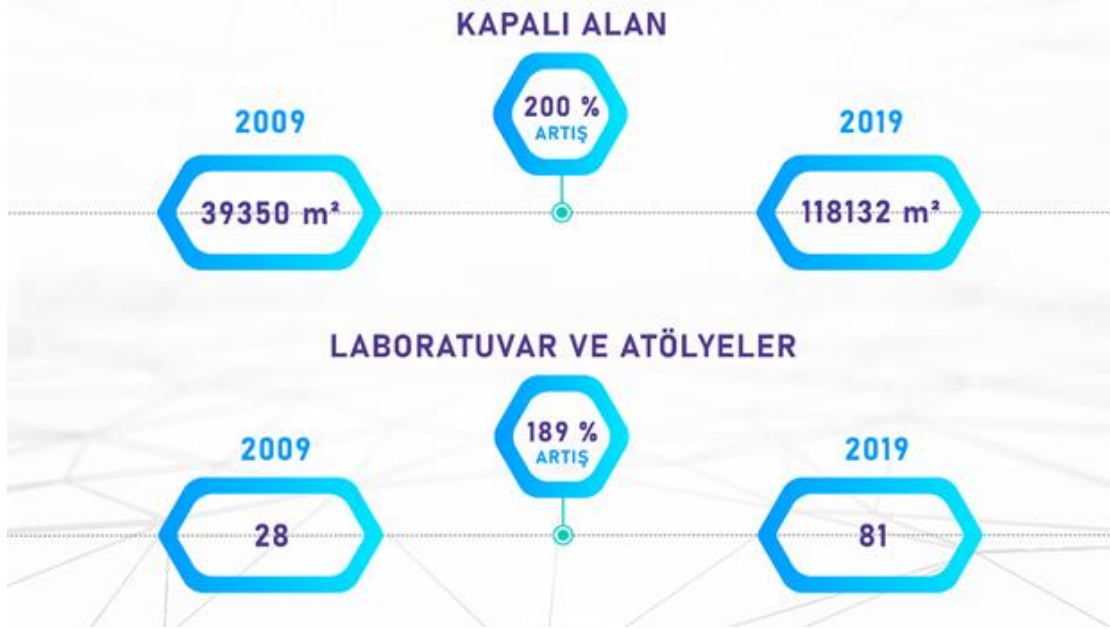 KAPALI ALAN
200 %
ARTIŞ
2009
2019
39350 m²
118132 m²
LABORATUVAR VE ATÖLYELER
189 %
ARTIŞ
2009
2019
28
81